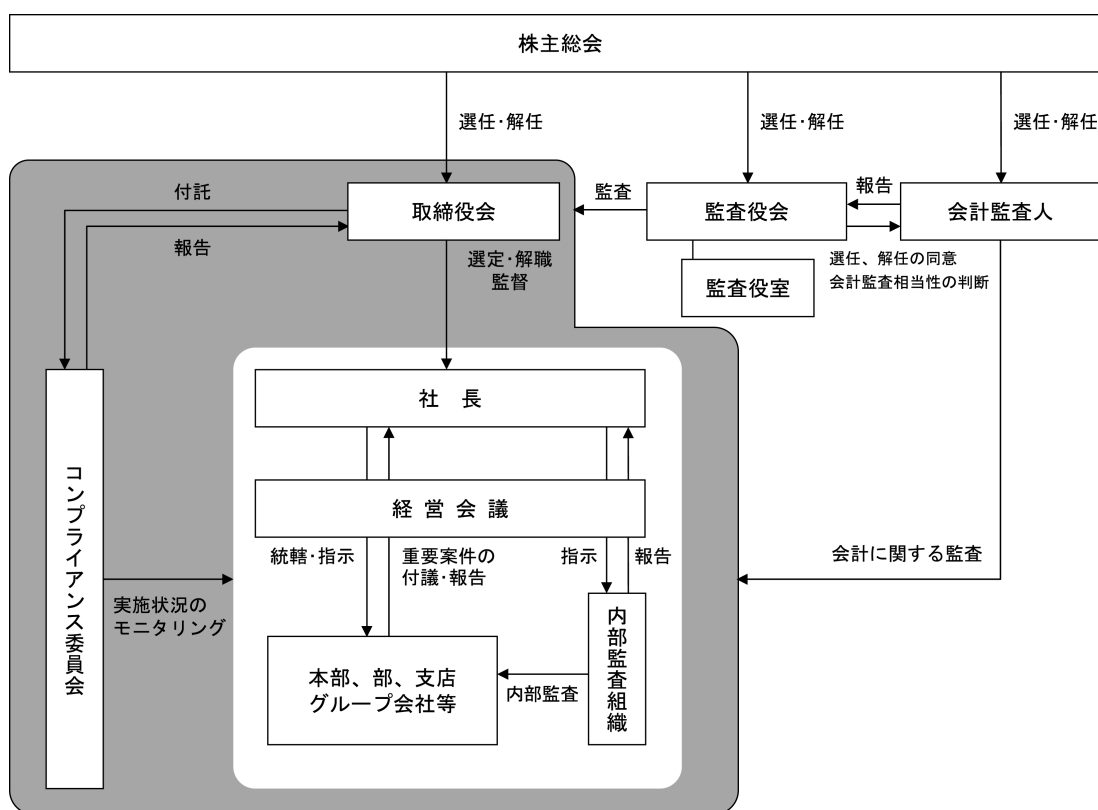 株主総会
選任・解任
選任・解任
選任・解任
付託
取締役会
監査
監査役会
報告
会計監査人
報告
選定・解職
監督
選任、解任の同意
会計監査相当性の判断
監査役室
社　長
経 営 会 議
統轄・指示
重要案件の
付議・報告
指示
報告
会計に関する監査
コンプライアンス委員会
実施状況の
モニタリング
本部、部、支店
グループ会社等
内部監査
内部監査組織